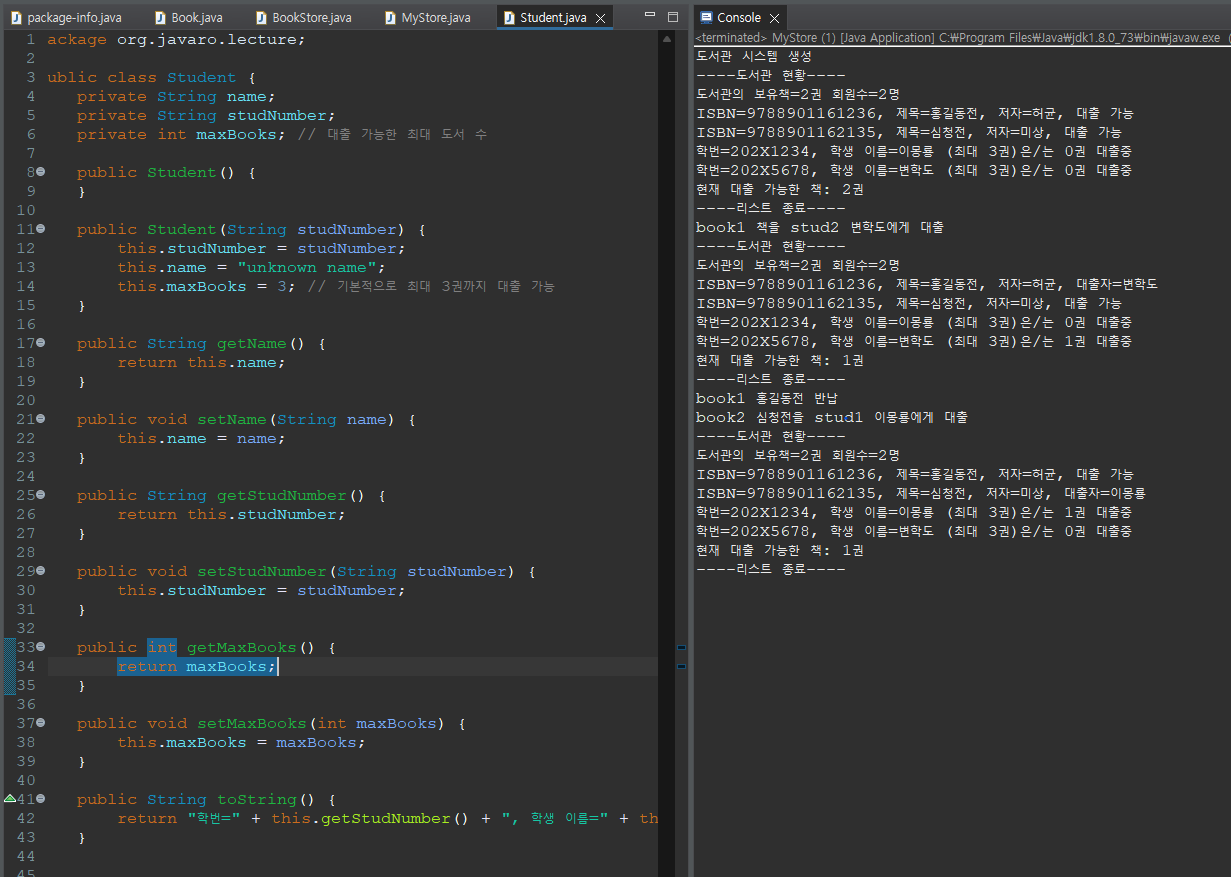 package-info.java Book.java BookStore.java MyStore.java Student.java
1 ackage org.javaro.lecture;
2
3 ublic class Student {
4 private String name;
5 private String studNumber;
6 private int maxBooks; // 대출 가능한 최대 도서 수
7
8 public Student() {
9 }
10
11 public Student(String studNumber) {
12 this.studNumber = studNumber;
13 this.name = "unknown name";
14 this.maxBooks = 3; // 기본적으로 최대 3권까지 대출 가능
15 }
16
17 public String getName() {
18 return this.name;
19 }
20
21 public void setName(String name) {
22 this.name = name;
23 }
24
25 public String getStudNumber() {
26 return this.studNumber;
27 }
28
29 public void setStudNumber(String studNumber) {
30 this.studNumber = studNumber;
31 }
32
33 public int getMaxBooks() {
34 return maxBooks;
35 }
36
37 public void setMaxBooks(int maxBooks) {
38 this.maxBooks = maxBooks;
39 }
40
41 public String toString() {
42 return "학번=" + this.getStudNumber() + ", 학생 이름=" + th
43 }
44
45
Console
<terminated> MyStore (1) [Java Application] C:₩Program Files₩Java₩jdk1.8.0_73₩bin₩javaw.exe (
도서관 시스템 생성
----도서관 현황----
도서관의 보유책=2권 회원수=2명
ISBN=9788901161236, 제목=홍길동전, 저자=허균, 대출 가능
ISBN=9788901162135, 제목=심청전, 저자=미상, 대출 가능
학번=202X1234, 학생 이름=이몽룡 (최대 3권)은/는 0권 대출중
학번=202X5678, 학생 이름=변학도 (최대 3권)은/는 0권 대출중
현재 대출 가능한 책: 2권
----리스트 종료----
book1 책을 stud2 변학도에게 대출
----도서관 현황----
도서관의 보유책=2권 회원수=2명
ISBN=9788901161236, 제목=홍길동전, 저자=허균, 대출자=변학도
ISBN=9788901162135, 제목=심청전, 저자=미상, 대출 가능
학번=202X1234, 학생 이름=이몽룡 (최대 3권)은/는 0권 대출중
학번=202X5678, 학생 이름=변학도 (최대 3권)은/는 1권 대출중
현재 대출 가능한 책: 1권
----리스트 종료----
book1 홍길동전 반납
book2 심청전을 stud1 이몽룡에게 대출
----도서관 현황----
도서관의 보유책=2권 회원수=2명
ISBN=9788901161236, 제목=홍길동전, 저자=허균, 대출 가능
ISBN=9788901162135, 제목=심청전, 저자=미상, 대출자=이몽룡
학번=202X1234, 학생 이름=이몽룡 (최대 3권)은/는 1권 대출중
학번=202X5678, 학생 이름=변학도 (최대 3권)은/는 0권 대출중
현재 대출 가능한 책: 1권
----리스트 종료----